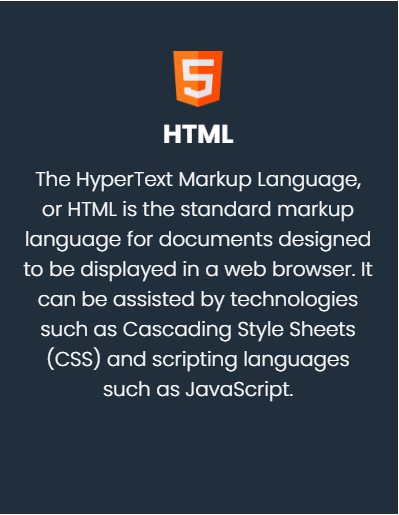 5
HTML
The HyperText Markup Language,
or HTML is the standard markup
language for documents designed
to be displayed in a web browser. It
can be assisted by technologies
such as Cascading Style Sheets
(CSS) and scripting languages
such as JavaScript.